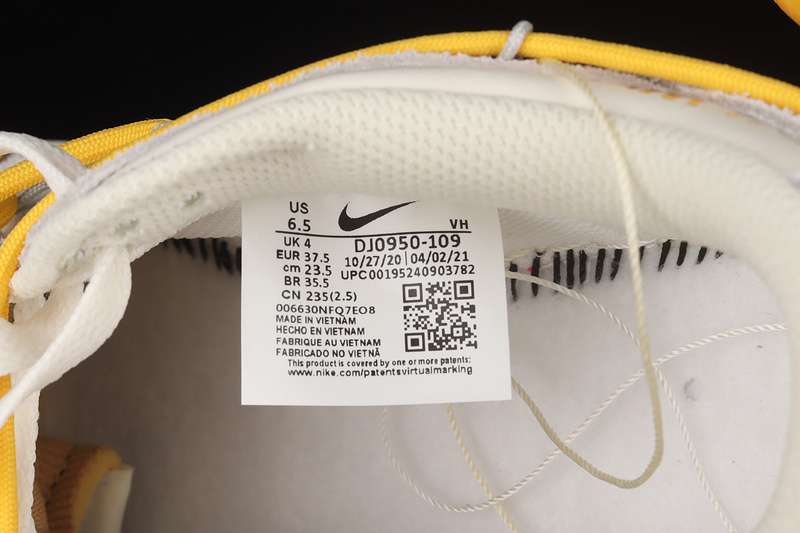 US
6.5 VH
UK 4 DJ0950-109
EUR 37.5 10/27/20 | 04/02/21
cm 23.5 UPC00195240903782
BR 35.5
CN 235(2.5)
006630NFQ7EO8
MADE IN VIETNAM
HECHO EN VIETNAM
FABRIQUE AU VIETNAM
FABRICADO NO VIETNÃ
This product is covered by one or more patents:
www.nike.com/patentsvirtualmarking